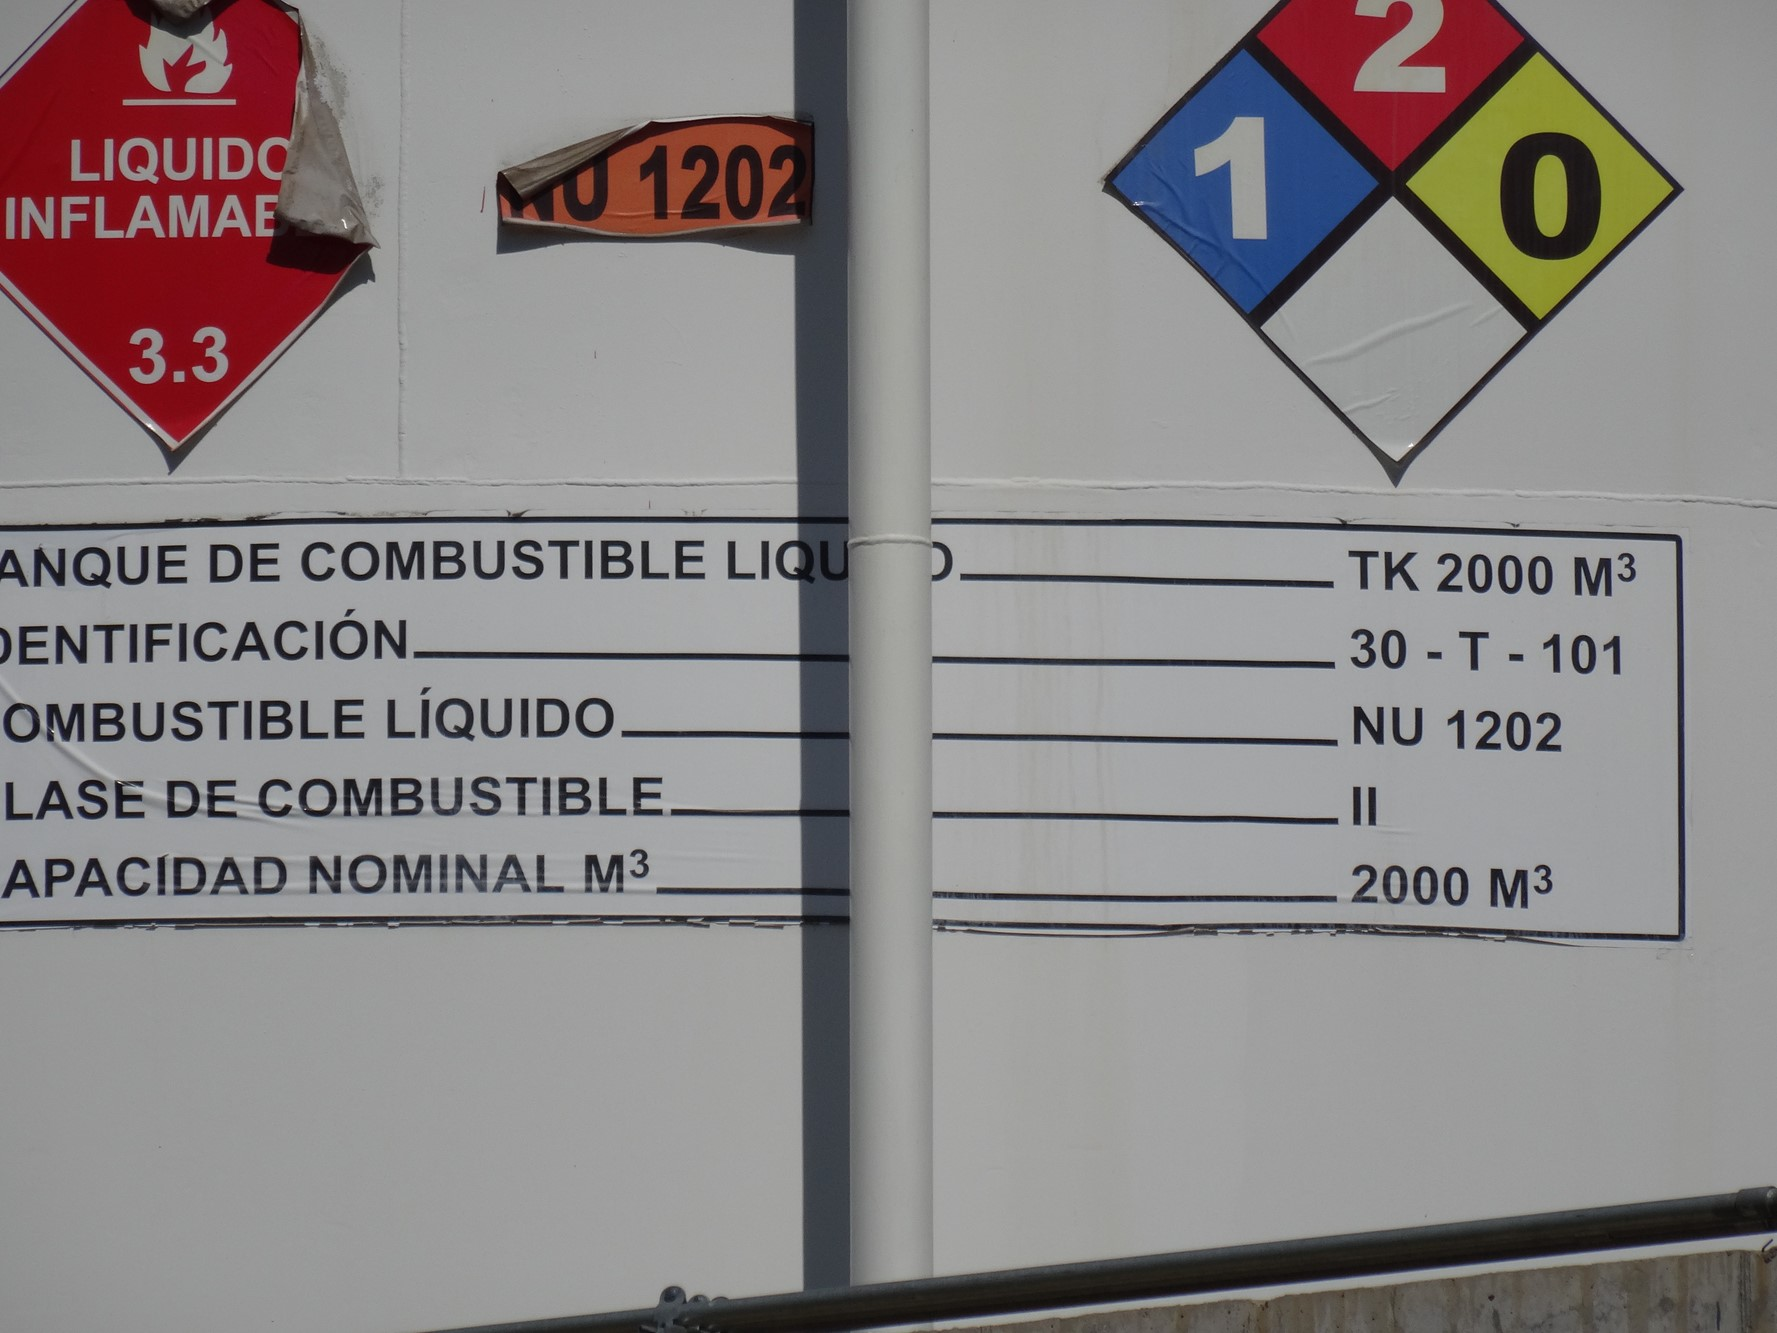 LIQUIDO
INFLAMAB
3.3
NU 1202
2
1
0
ANQUE DE COMBUSTIBLE LIQU D TK 2000 M³
DENTIFICACIÓN 30 - T - 101
OMBUSTIBLE LÍQUIDO NU 1202
LASE DE COMBUSTIBLE II
APACIDAD NOMINAL M³ 2000 M³